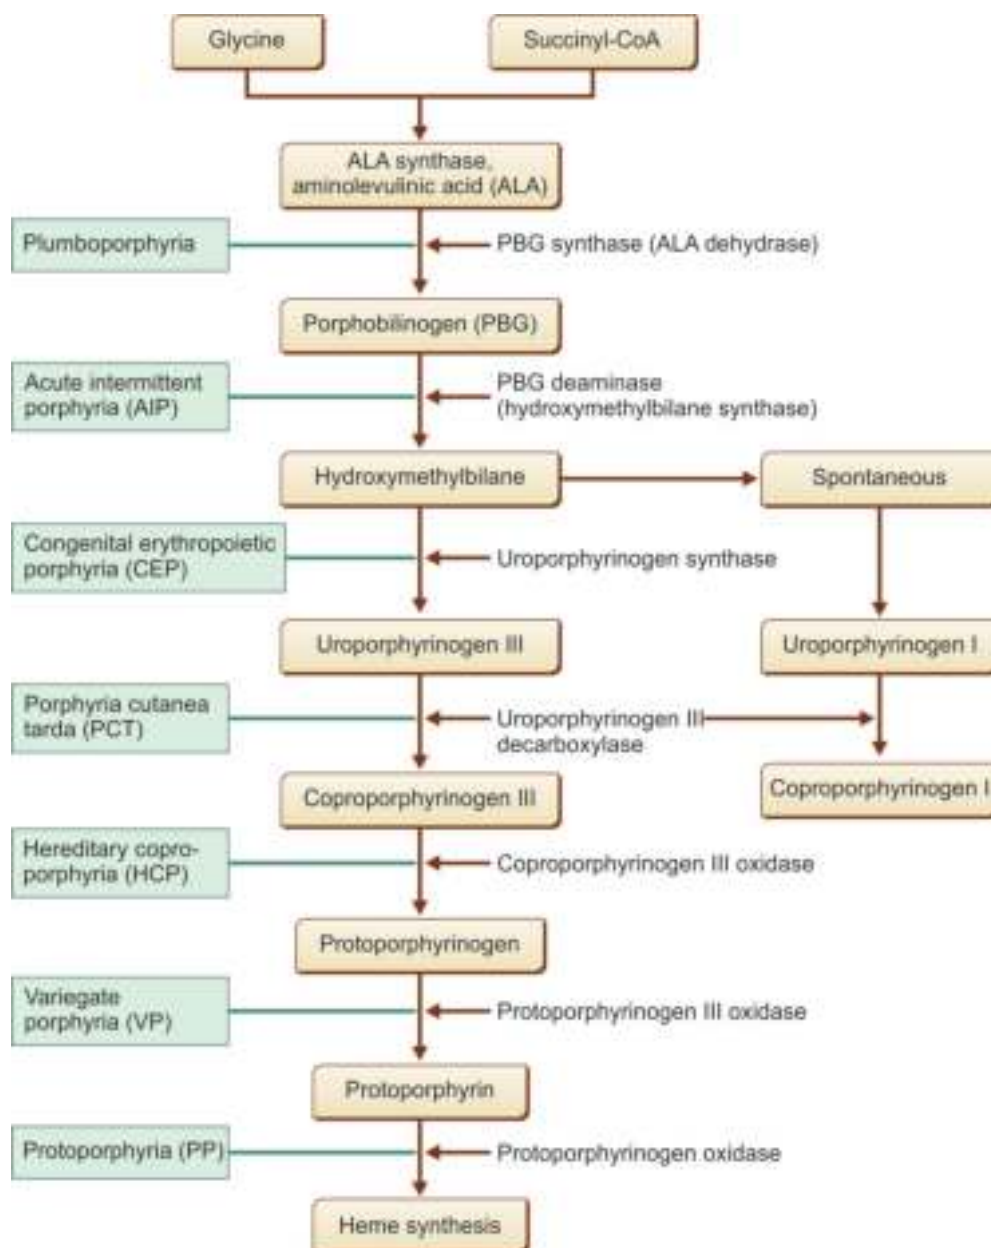 Glycine
Succinyl-CoA
ALA synthase,
aminolevulinic acid (ALA)
Plumboporphyria
PBG synthase (ALA dehydrase)
Porphobilinogen (PBG)
Acute intermittent
porphyria (AIP)
PBG deaminase
(hydroxymethylbilane synthase)
Hydroxymethylbilane
Spontaneous
Congenital erythropoietic
porphyria (CEP)
Uroporphyrinogen synthase
Uroporphyrinogen III
Uroporphyrinogen I
Porphyria cutanea
tarda (PCT)
Uroporphyrinogen III
decarboxylase
Coproporphyrinogen III
Coproporphyrinogen I
Hereditary copro-
porphyria (HCP)
Coproporphyrinogen III oxidase
Protoporphyrinogen
Variegate
porphyria (VP)
Protoporphyrinogen III oxidase
Protoporphyrin
Protoporphyria (PP)
Protoporphyrinogen oxidase
Heme synthesis